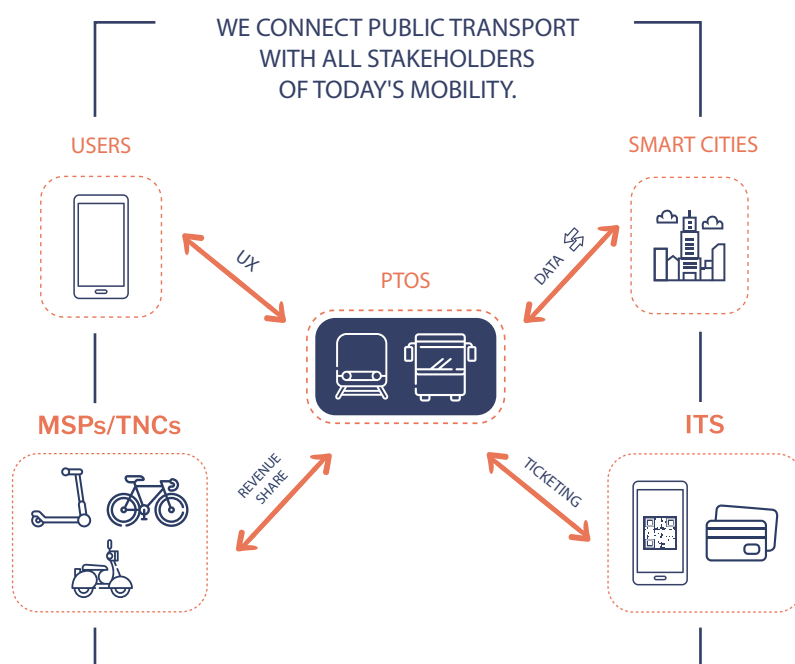 WE CONNECT PUBLIC TRANSPORT
WITH ALL STAKEHOLDERS
OF TODAY'S MOBILITY.
USERS
SMART CITIES
UX
DATA
PTOS
MSPs/TNCs
ITS
REVENUE
SHARE
TICKETING